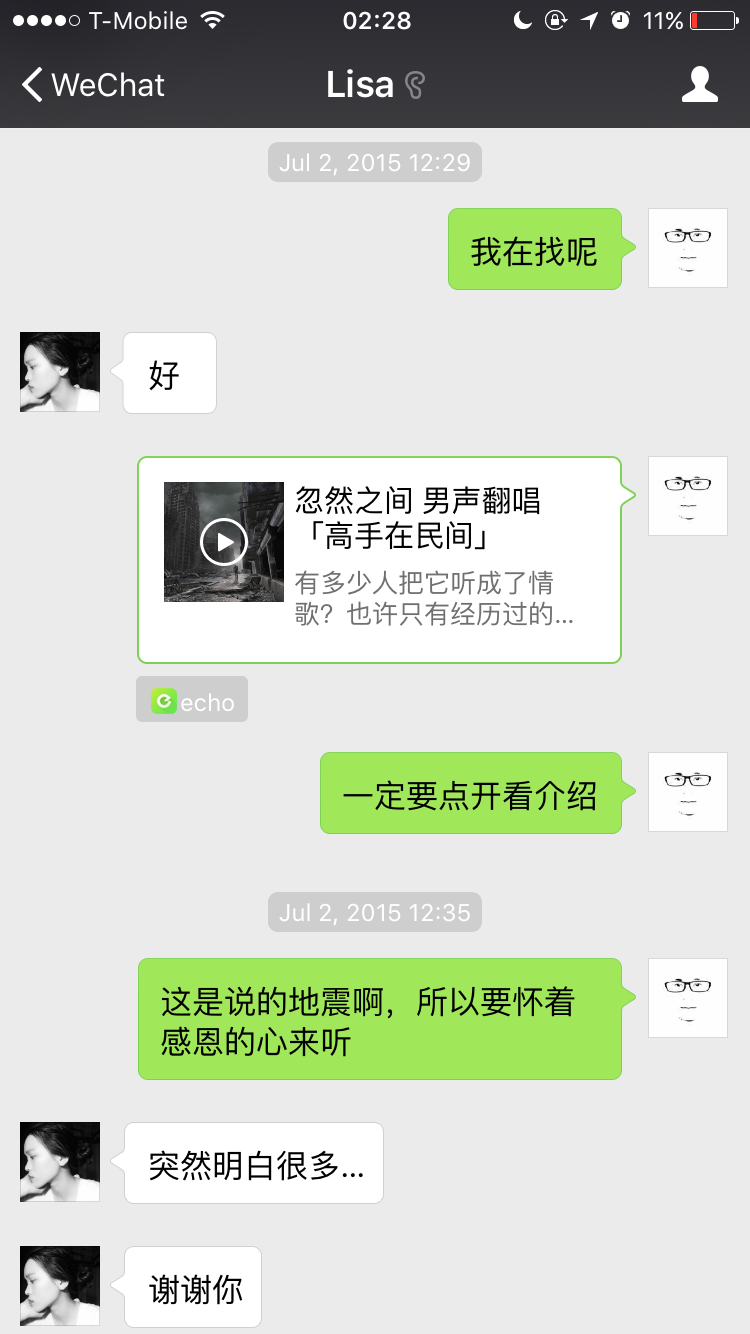 T-Mobile 02:28 11%
WeChat Lisa
Jul 2, 2015 12:29
我在找呢
好
忽然之间 男声翻唱
「高手在民间」
有多少人把它听成了情
歌？也许只有经历过的...
echo
一定要点开看介绍
Jul 2, 2015 12:35
这是说的地震啊，所以要怀着
感恩的心来听
突然明白很多...
谢谢你